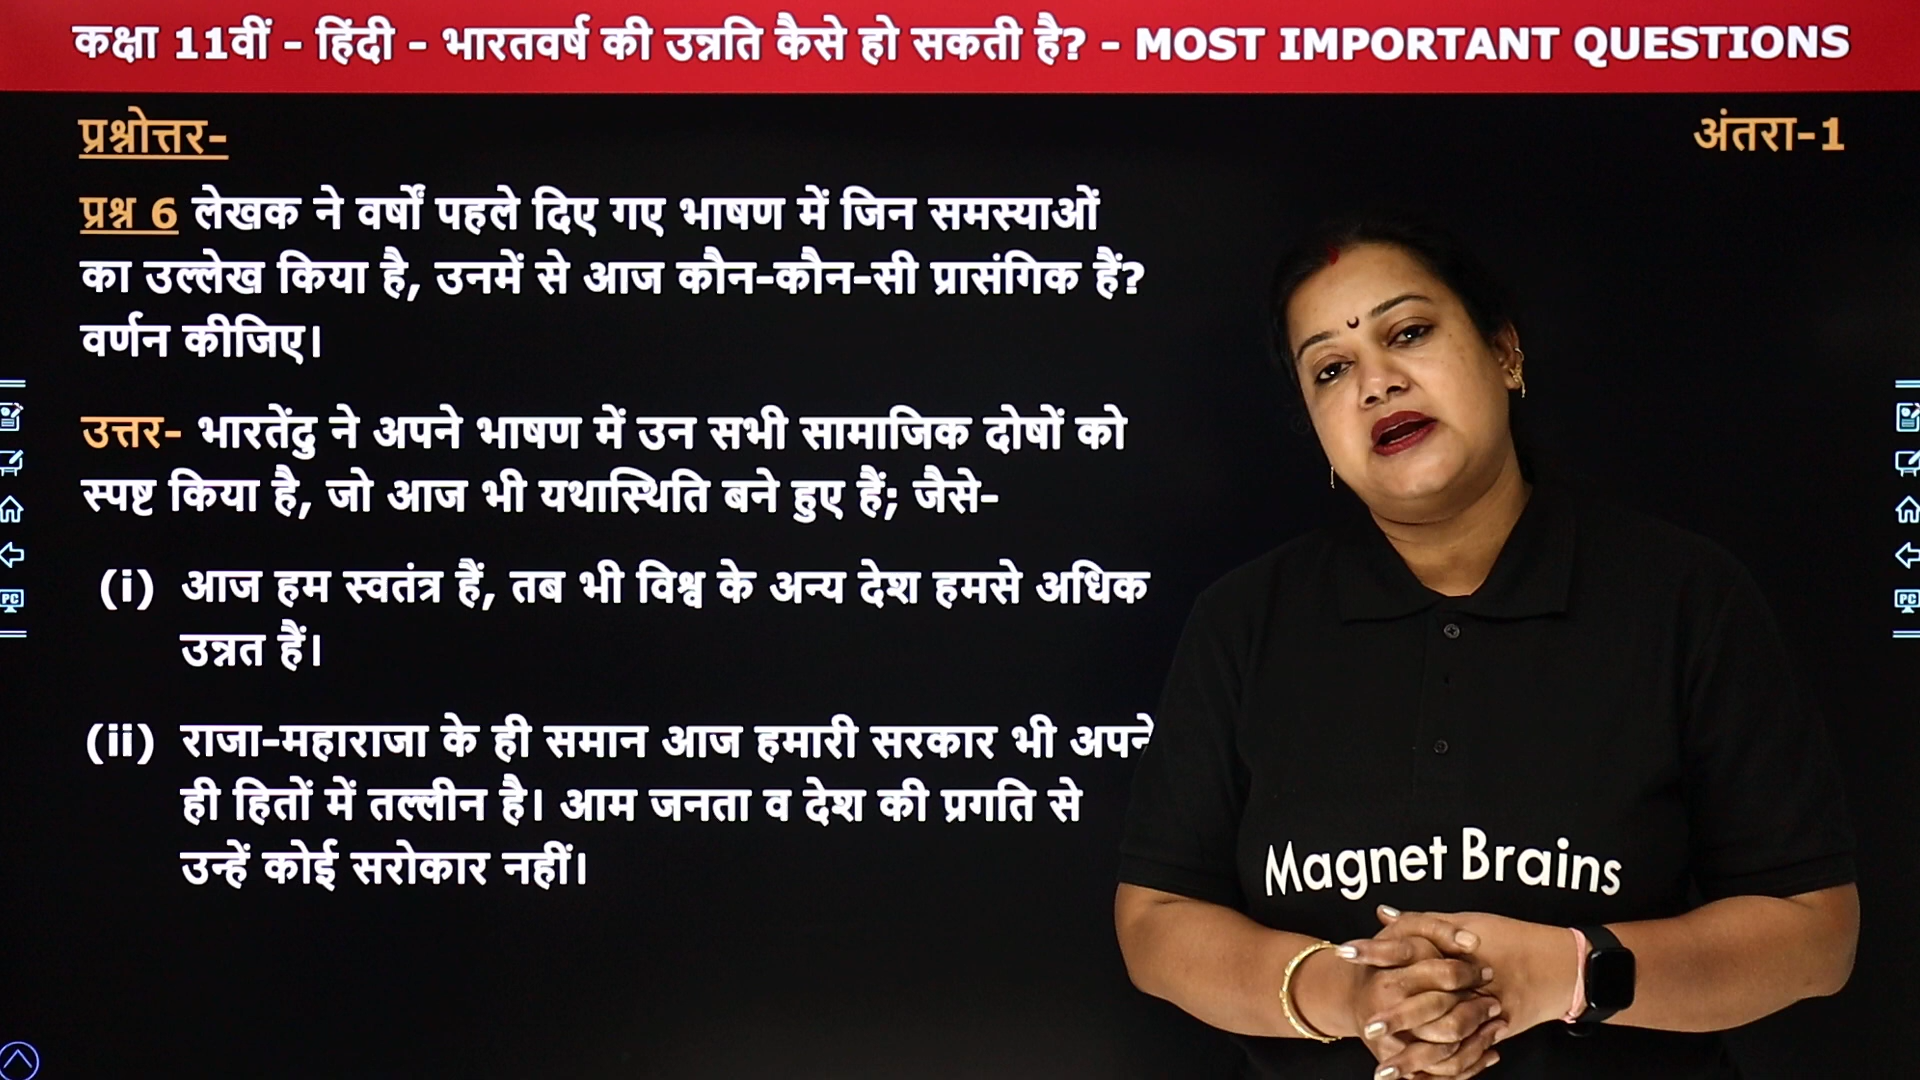 कक्षा 11वीं - हिंदी - भारतवर्ष की उन्नति कैसे हो सकती है? - MOST IMPORTANT QUESTIONS
प्रश्नोत्तर-
अंतरा-1
प्रश्न 6 लेखक ने वर्षों पहले दिए गए भाषण में जिन समस्याओं
का उल्लेख किया है, उनमें से आज कौन-कौन-सी प्रासंगिक हैं?
वर्णन कीजिए।
उत्तर- भारतेंदु ने अपने भाषण में उन सभी सामाजिक दोषों को
स्पष्ट किया है, जो आज भी यथास्थिति बने हुए हैं; जैसे-
(i) आज हम स्वतंत्र हैं, तब भी विश्व के अन्य देश हमसे अधिक
उन्नत हैं।
(ii) राजा-महाराजा के ही समान आज हमारी सरकार भी अपने
ही हितों में तल्लीन है। आम जनता व देश की प्रगति से
उन्हें कोई सरोकार नहीं।
Magnet Brains
PC
PC